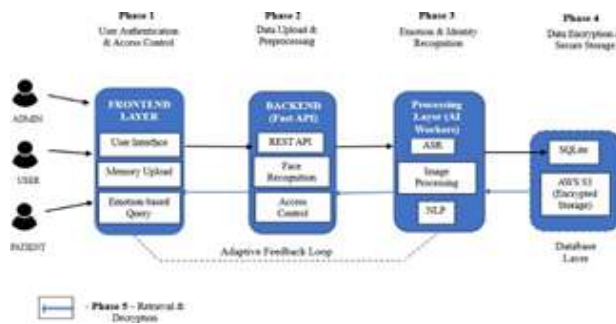 Phase 1
User Authentication
& Access Control
Phase 2
Data Upload &
Preprocessing
Phase 3
Emotion & Identity
Recognition
Phase 4
Data Encryption
Secure Storage
ADMIN
USER
PATIENT
FRONTEND
LAYER
User Interface
Memory Upload
Emotion based
Query
BACKEND
(Fast API)
REST API
Face
Recognition
Access
Control
Processing
Layer (AI
Workers)
ASR
Image
Processing
NLP
SQLite
AWS S3
(Encrypted
Storage)
Database
Layer
Adaptive Feedback Loop
- Phase 5 – Retrieval &
Decryption